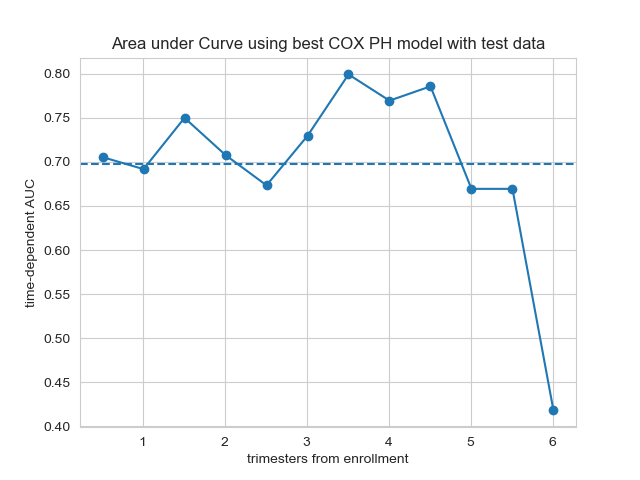 Area under Curve using best COX PH model with test data
time-dependent AUC
0.80
0.75
0.70
0.65
0.60
0.55
0.50
0.45
0.40
1 2 3 4 5 6
trimesters from enrollment